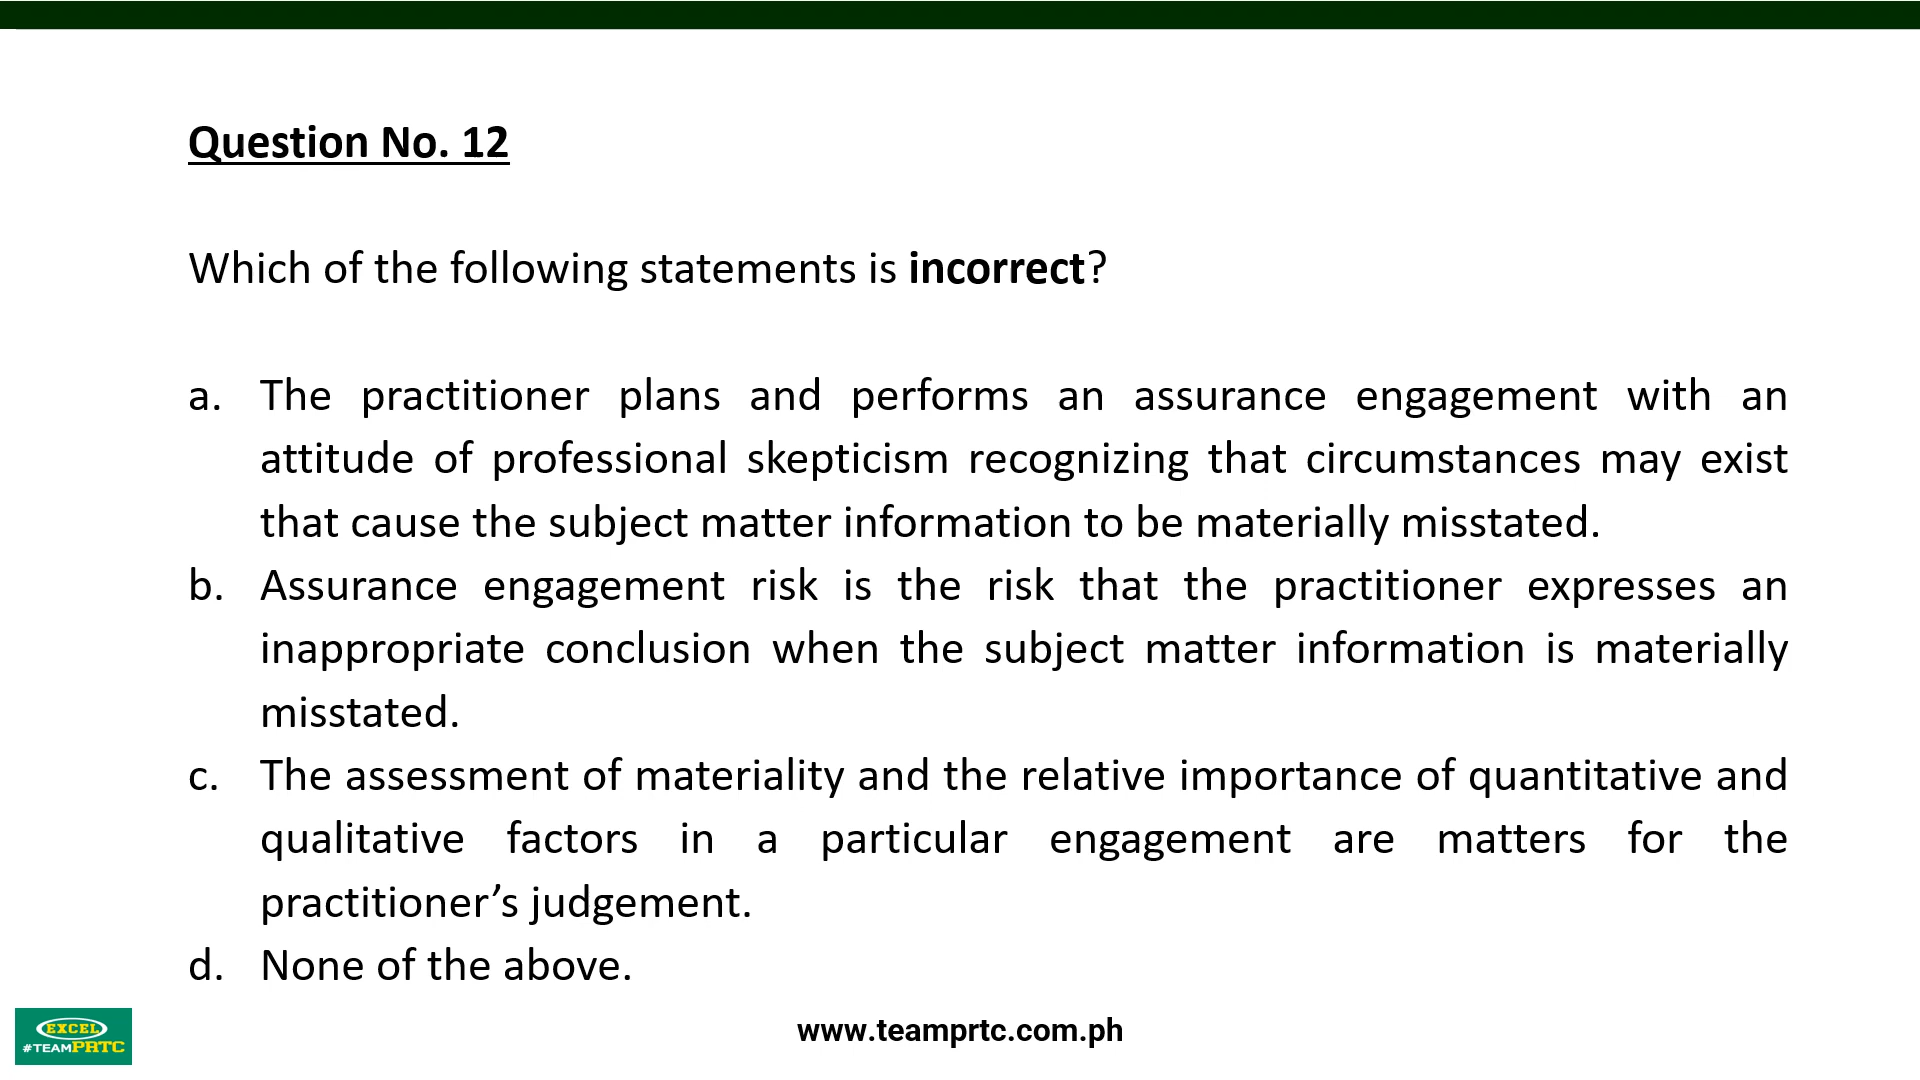 Question No. 12
Which of the following statements is incorrect?
a. The practitioner plans and performs an assurance engagement with an
attitude of professional skepticism recognizing that circumstances may exist
that cause the subject matter information to be materially misstated.
b. Assurance engagement risk is the risk that the practitioner expresses an
inappropriate conclusion when the subject matter information is materially
misstated.
c. The assessment of materiality and the relative importance of quantitative and
qualitative factors in a particular engagement are matters for the
practitioner’s judgement.
d. None of the above.
EXCEL
#TEAMPRTC
www.teamprtc.com.ph